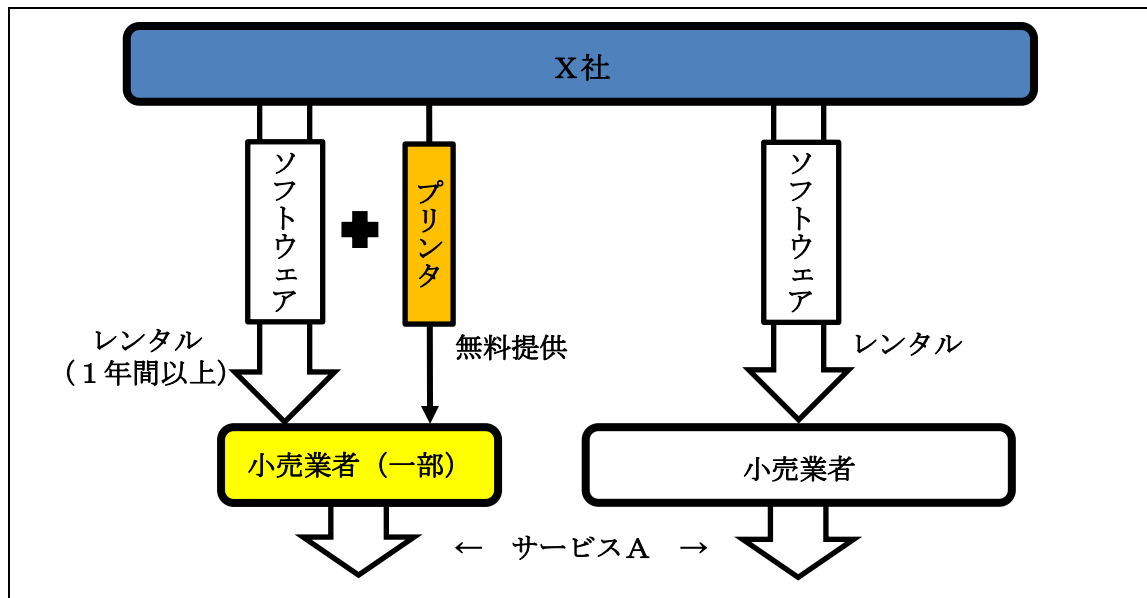 X社
ソフトウェア
プリンタ
ソフトウェア
レンタル
(1年間以上)
無料提供
レンタル
小売業者(一部)
小売業者
← サービスA →